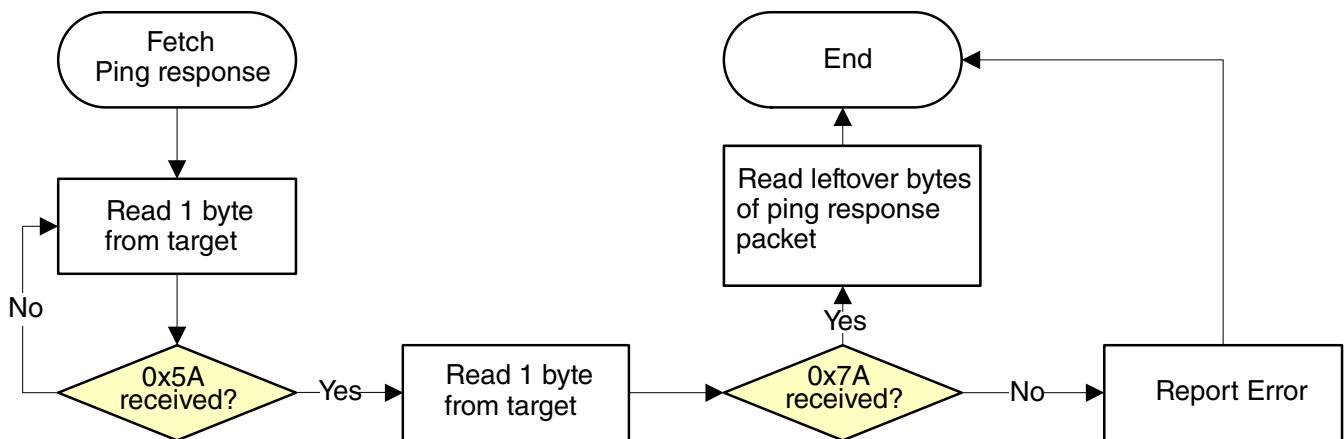 Fetch
Ping response
Read 1 byte
from target
No
0x5A
received?
Yes
Read 1 byte
from target
0x7A
received?
Yes
Read leftover bytes
of ping response
packet
End
No
Report Error